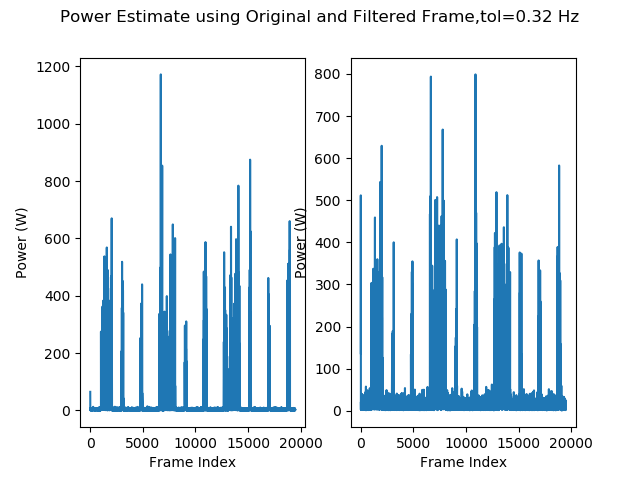 Power Estimate using Original and Filtered Frame,tol=0.32 Hz
Power (W)
1200
1000
800
600
400
200
0
0 5000 10000 15000 20000
Frame Index
Power (W)
800
700
600
500
400
300
200
100
0
0 5000 10000 15000 20000
Frame Index